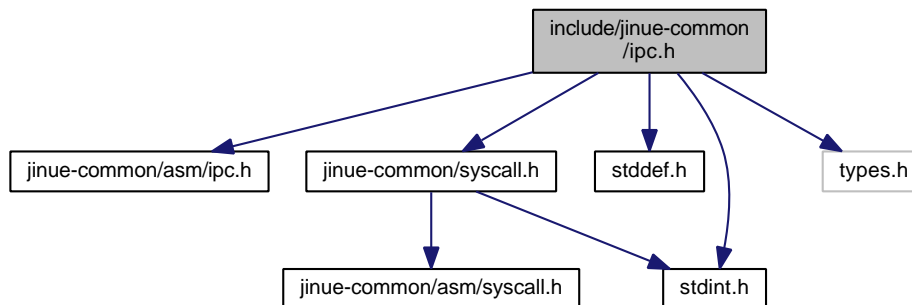 include/jinue-common
/ipc.h
jinue-common/asm/ipc.h
jinue-common/syscall.h
stddef.h
types.h
jinue-common/asm/syscall.h
stdint.h